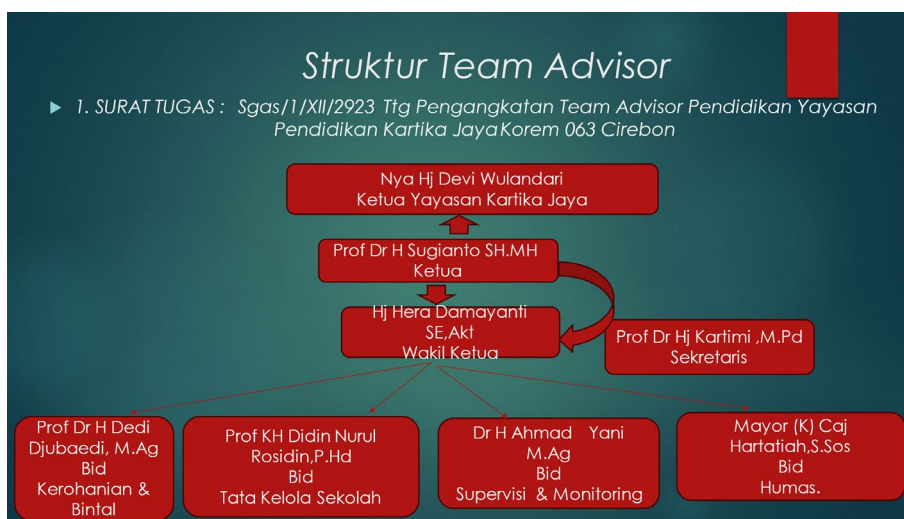 Struktur Team Advisor
1. SURAT TUGAS : Sgas/1/XII/2923 Ttg Pengangkatan Team Advisor Pendidikan Yayasan
Pendidikan Kartika Jaya Korem 063 Cirebon
Nya Hj Devi Wulandari
Ketua Yayasan Kartika Jaya
Prof Dr H Sugianto SH.MH
Ketua
Hj Hera Damayanti
SE,Akt
Wakil Ketua
Prof Dr Hj Kartimi ,M.Pd
Sekretaris
Prof Dr H Dedi
Djubaedi, M.Ag
Bid
Kerohanian &
Bintal
Prof KH Didin Nurul
Rosidin,P.Hd
Bid
Tata Kelola Sekolah
Dr H Ahmad Yani
M.Ag
Bid
Supervisi & Monitoring
Mayor (K) Caj
Hartatiah,S.Sos
Bid
Humas.